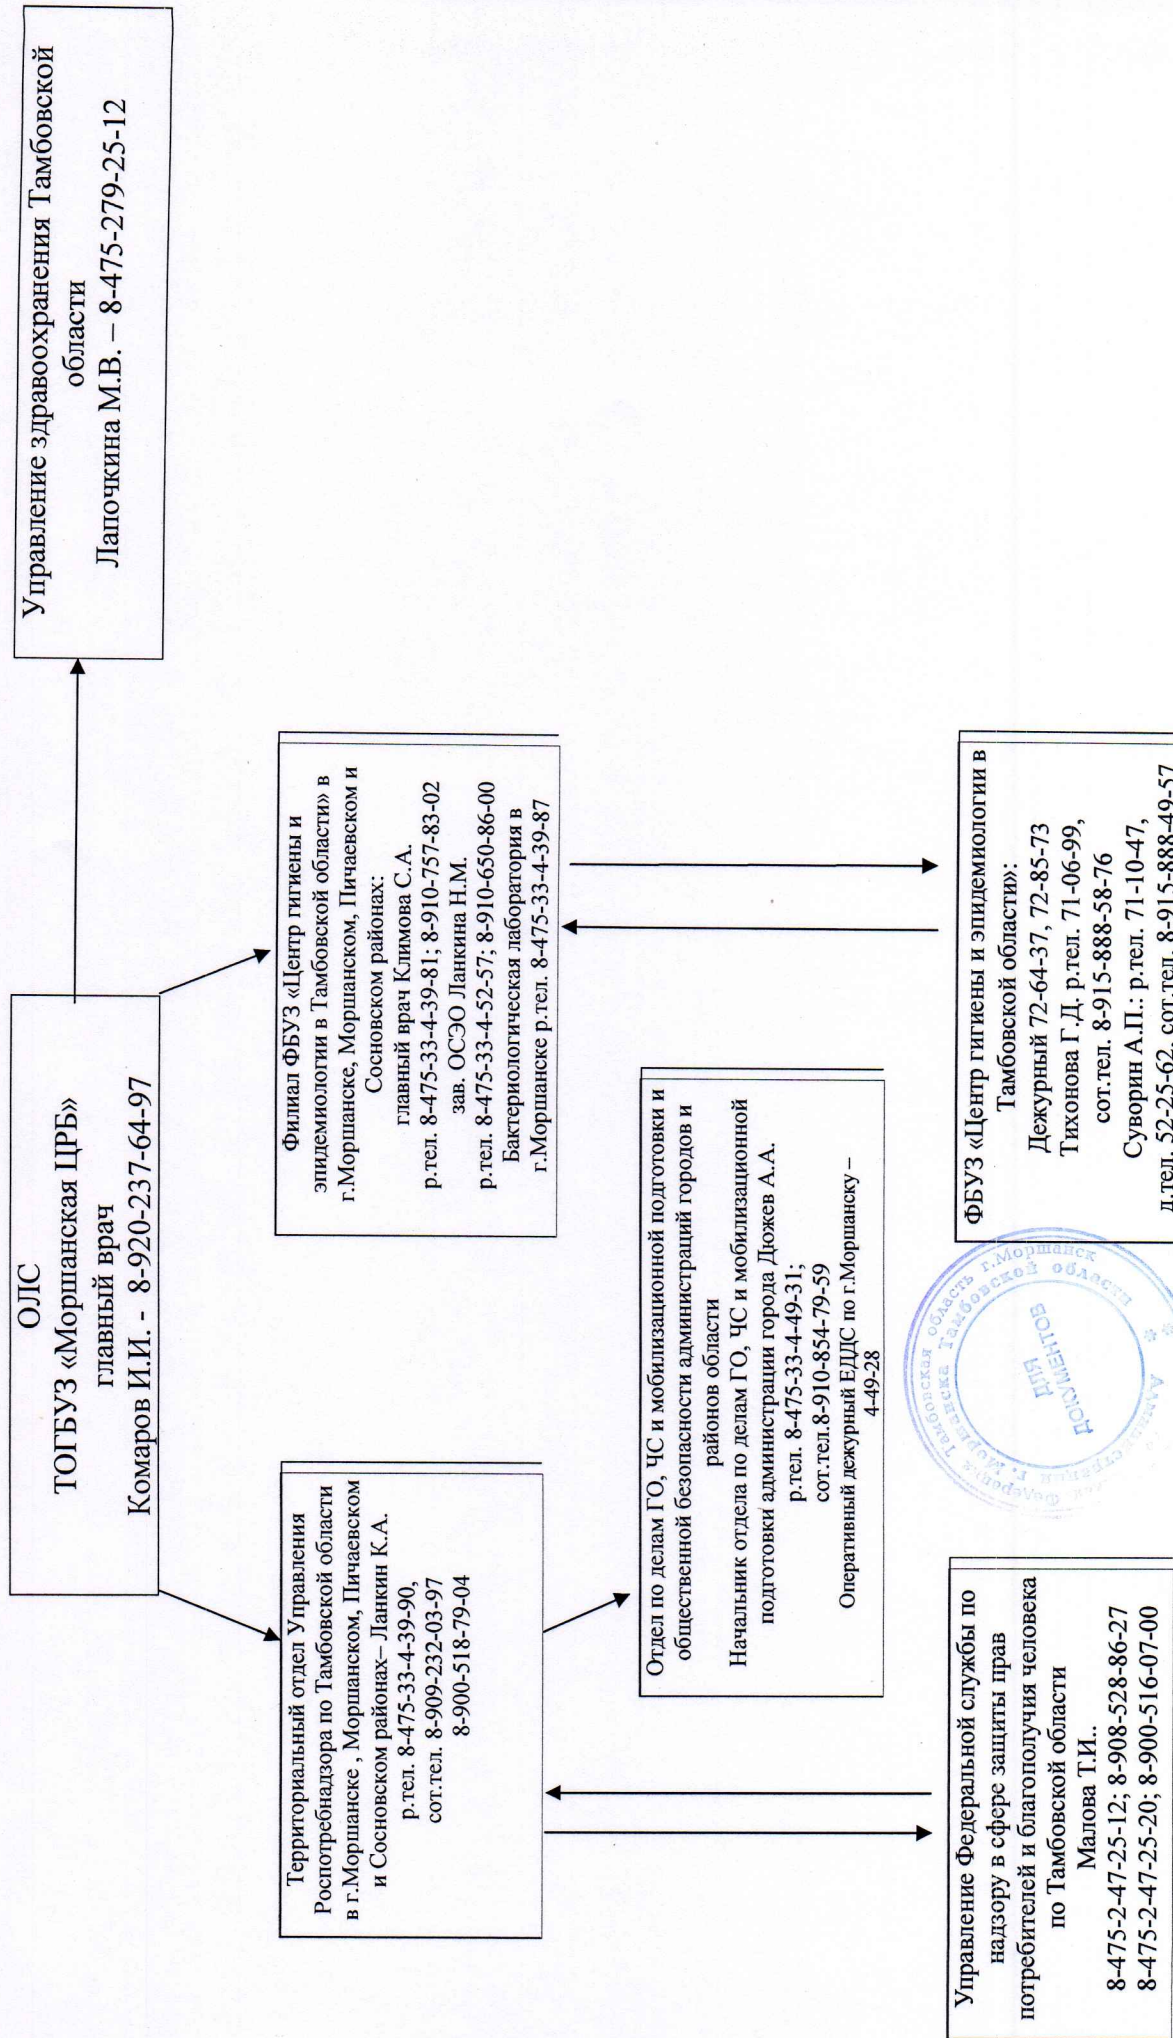 ОЛС
ТОГБУЗ «Моршанская ЦРБ»
главный врач
Комаров И.И. - 8-920-237-64-97
Управление здравоохранения Тамбовской
области
Лапочкина М.В. – 8-475-279-25-12
Территориальный отдел Управления
Роспотребнадзора по Тамбовской области
в г.Моршанске , Моршанском, Пичаевском
и Сосновском районах– Ланкин К.А.
р.тел. 8-475-33-4-39-90,
сот.тел. 8-909-232-03-97
8-900-518-79-04
Филиал ФБУЗ «Центр гигиены и
эпидемиологии в Тамбовской области» в
г.Моршанске, Моршанском, Пичаевском и
Сосновском районах:
главный врач Климова С.А.
р.тел. 8-475-33-4-39-81; 8-910-757-83-02
зав. ОСЭО Ланкина Н.М.
р.тел. 8-475-33-4-52-57; 8-910-650-86-00
Бактериологическая лаборатория в
г.Моршанске р.тел. 8-475-33-4-39-87
Отдел по делам ГО, ЧС и мобилизационной подготовки и
общественной безопасности администраций городов и
районов области
Начальник отдела по делам ГО, ЧС и мобилизационной
подготовки администрации города Дюжев А.А.
р.тел. 8-475-33-4-49-31;
сот.тел.8-910-854-79-59
Оперативный дежурный ЕДДС по г.Моршанску –
4-49-28
Управление Федеральной службы по
надзору в сфере защиты прав
потребителей и благополучия человека
по Тамбовской области
Малова Т.И..
8-475-2-47-25-12; 8-908-528-86-27
8-475-2-47-25-20; 8-900-516-07-00
ФБУЗ «Центр гигиены и эпидемиологии в
Тамбовской области»:
Дежурный 72-64-37, 72-85-73
Тихонова Г.Д. р.тел. 71-06-99,
сот.тел. 8-915-888-58-76
Суворин А.П.: р.тел. 71-10-47,
д.тел. 52-25-62, сот.тел. 8-915-888-49-57
Тамбовская область г.Моршанск
Администрация г. Моршанска Тамбовской области
ДЛЯ
ДОКУМЕНТОВ